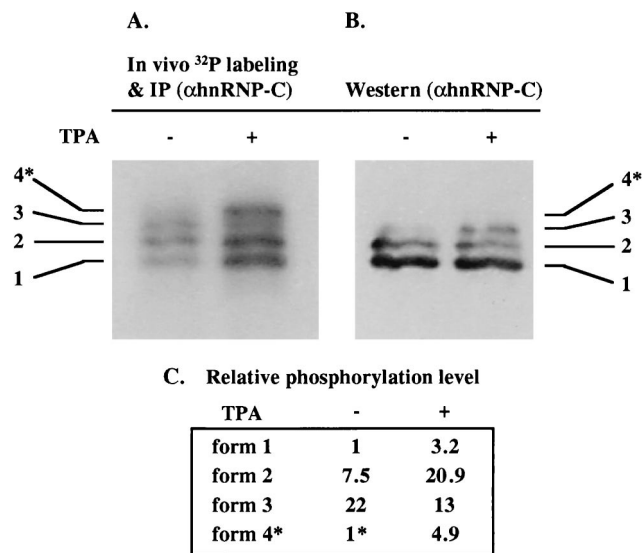 A.
In vivo ³²P labeling
& IP (αhnRNP-C)
B.
Western (αhnRNP-C)
TPA - + - +
4*
3
2
1
4*
3
2
1
C. Relative phosphorylation level
TPA - +
form 1 1 3.2
form 2 7.5 20.9
form 3 22 13
form 4* 1* 4.9